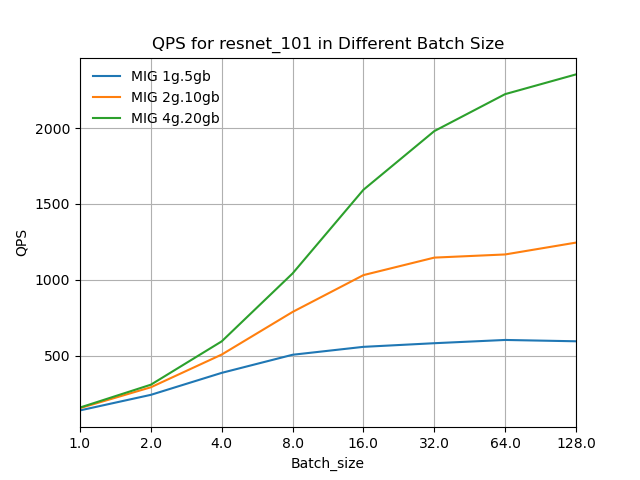 QPS for resnet_101 in Different Batch Size
MIG 1g.5gb
MIG 2g.10gb
MIG 4g.20gb
2000
1500
1000
500
QPS
1.0 2.0 4.0 8.0 16.0 32.0 64.0 128.0
Batch_size